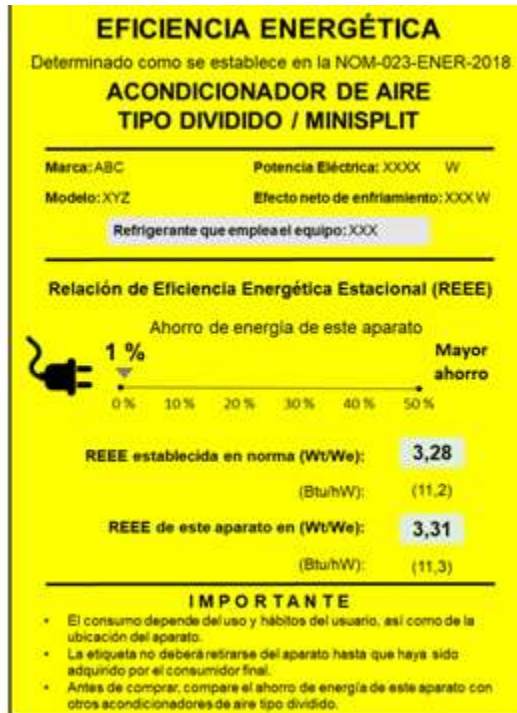 EFICIENCIA ENERGÉTICA
Determinado como se establece en la NOM-023-ENER-2018
ACONDICIONADOR DE AIRE
TIPO DIVIDIDO / MINISPLIT
Marca: ABC Potencia Eléctrica: XXXX W
Modelo: XYZ Efecto neto de enfriamiento: XXX W
Refrigerante que emplea el equipo: XXX
Relación de Eficiencia Energética Estacional (REEE)
Ahorro de energía de este aparato
1 % Mayor
ahorro
0 % 10 % 20 % 30 % 40 % 50 %
REEE establecida en norma (Wt/We): 3,28
(Btu/hW): (11,2)
REEE de este aparato en (Wt/We): 3,31
(Btu/hW): (11,3)
IMPORTANTE
• El consumo depende del uso y hábitos del usuario, así como de la
ubicación del aparato.
• La etiqueta no deberá retirarse del aparato hasta que haya sido
adquirido por el consumidor final.
• Antes de comprar, compare el ahorro de energía de este aparato con
otros acondicionadores de aire tipo dividido.